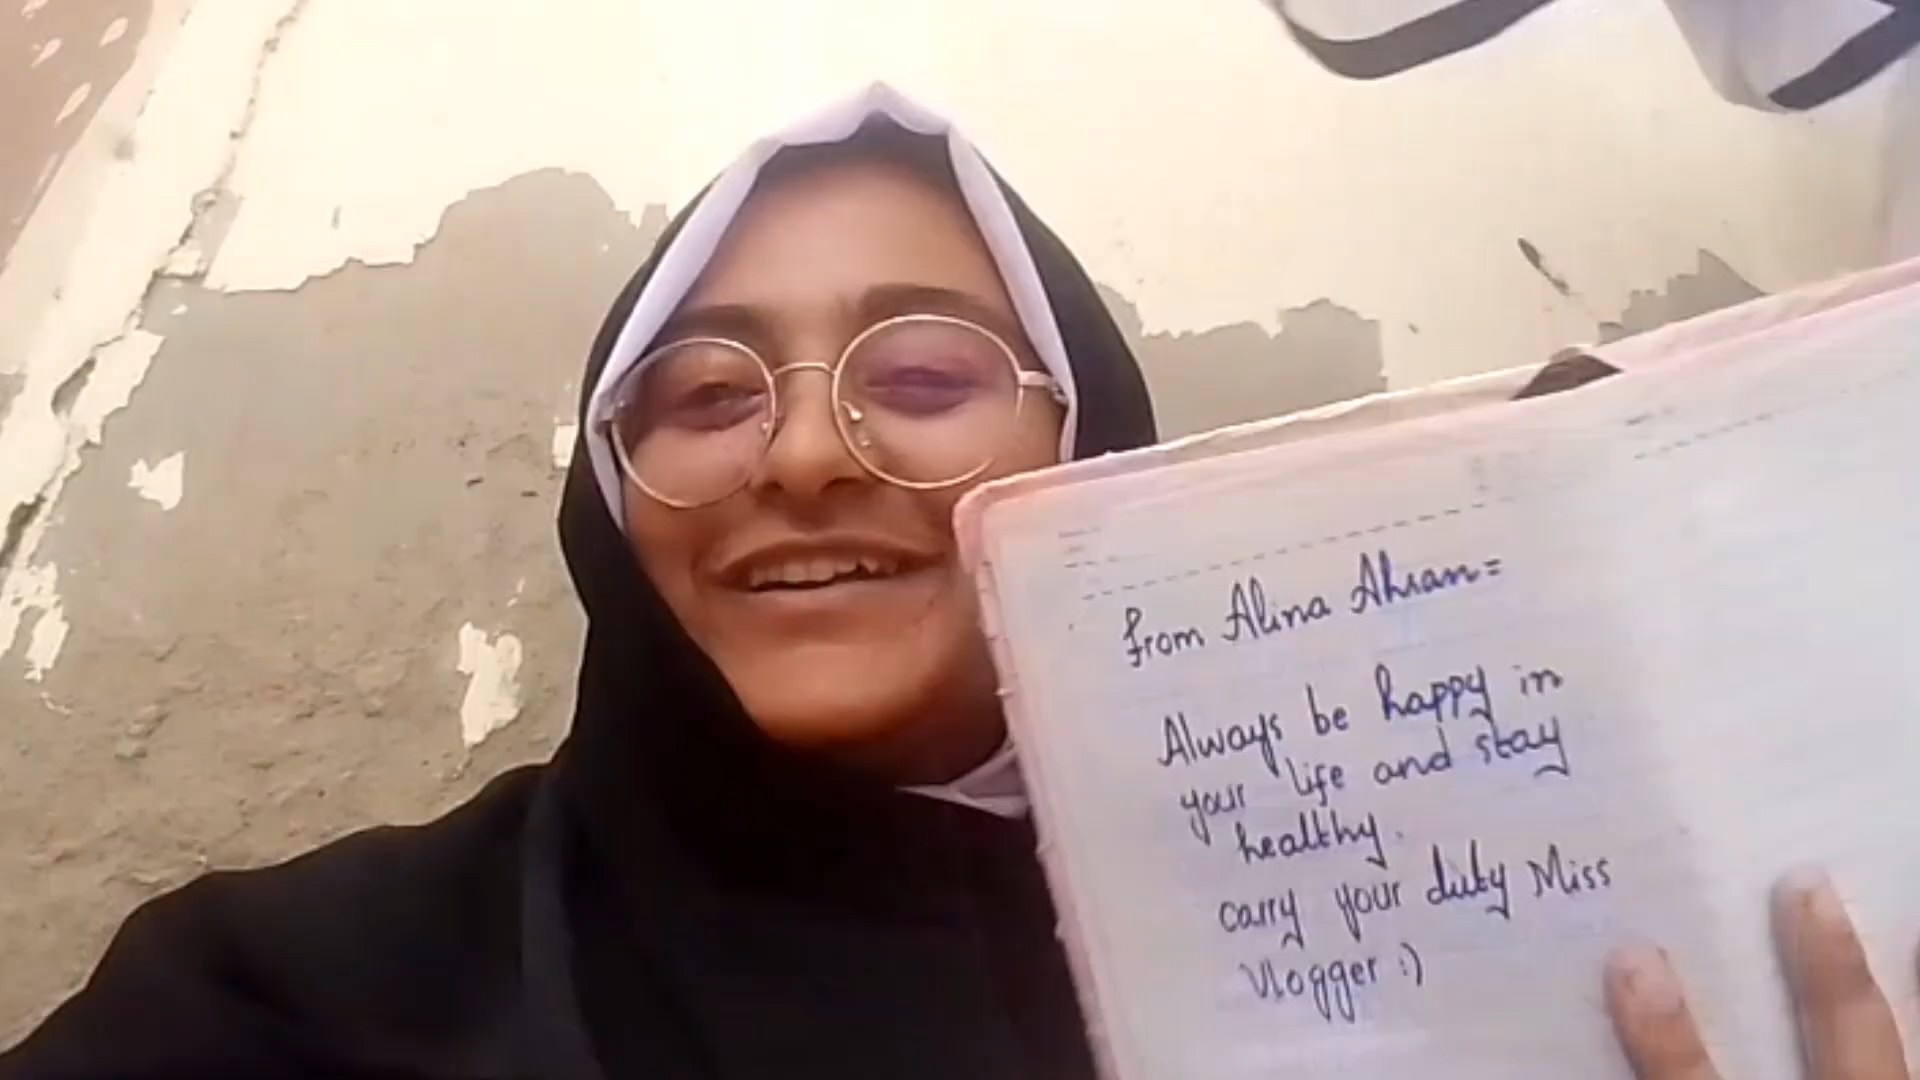 from Alina Ahsan=
Always be happy in
your life and stay
healthy.
carry your duty Miss
Vlogger :)